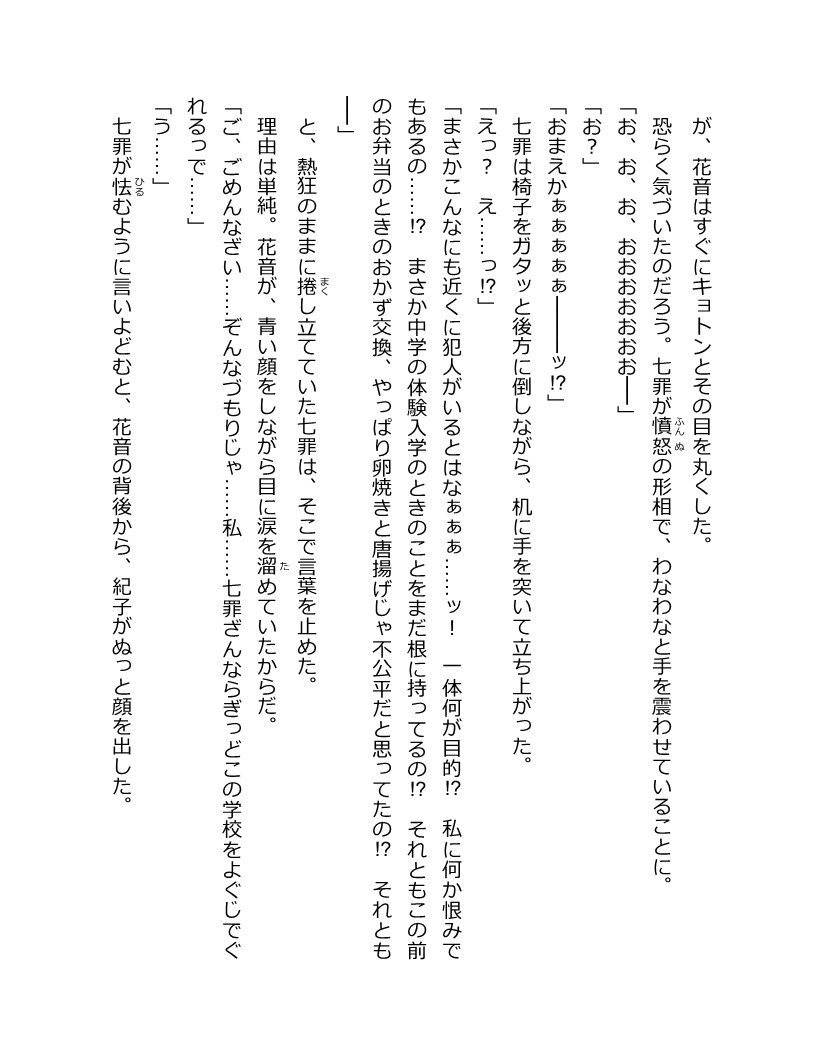 が、花音はすぐにキョトンとその目を丸くした。
恐らく気づいたのだろう。七罪が憤怒の形相で、わなわなと手を震わせていることに。
「お、お、お、おおおおおおお――」
「お？」
「おまえかぁぁぁぁぁ――――ッ!?」
七罪は椅子をガタッと後方に倒しながら、机に手を突いて立ち上がった。
「えっ？　え……っ!?」
「まさかこんなにも近くに犯人がいるとはなぁぁぁ……ッ！　一体何が目的!?　私に何か恨みで
もあるの……!?　まさか中学の体験入学のときのことをまだ根に持ってるの!?　それともこの前
のお弁当のときのおかず交換、やっぱり卵焼きと唐揚げじゃ不公平だと思ってたの!?　それとも
――」
と、熱狂のままに捲し立てていた七罪は、そこで言葉を止めた。
理由は単純。花音が、青い顔をしながら目に涙を溜めていたからだ。
「ご、ごめんなざい……ぞんなづもりじゃ……私……七罪ざんならぎっどこの学校をよぐじでぐ
れるっで……」
「う……」
七罪が怯むように言いよどむと、花音の背後から、紀子がぬっと顔を出した。